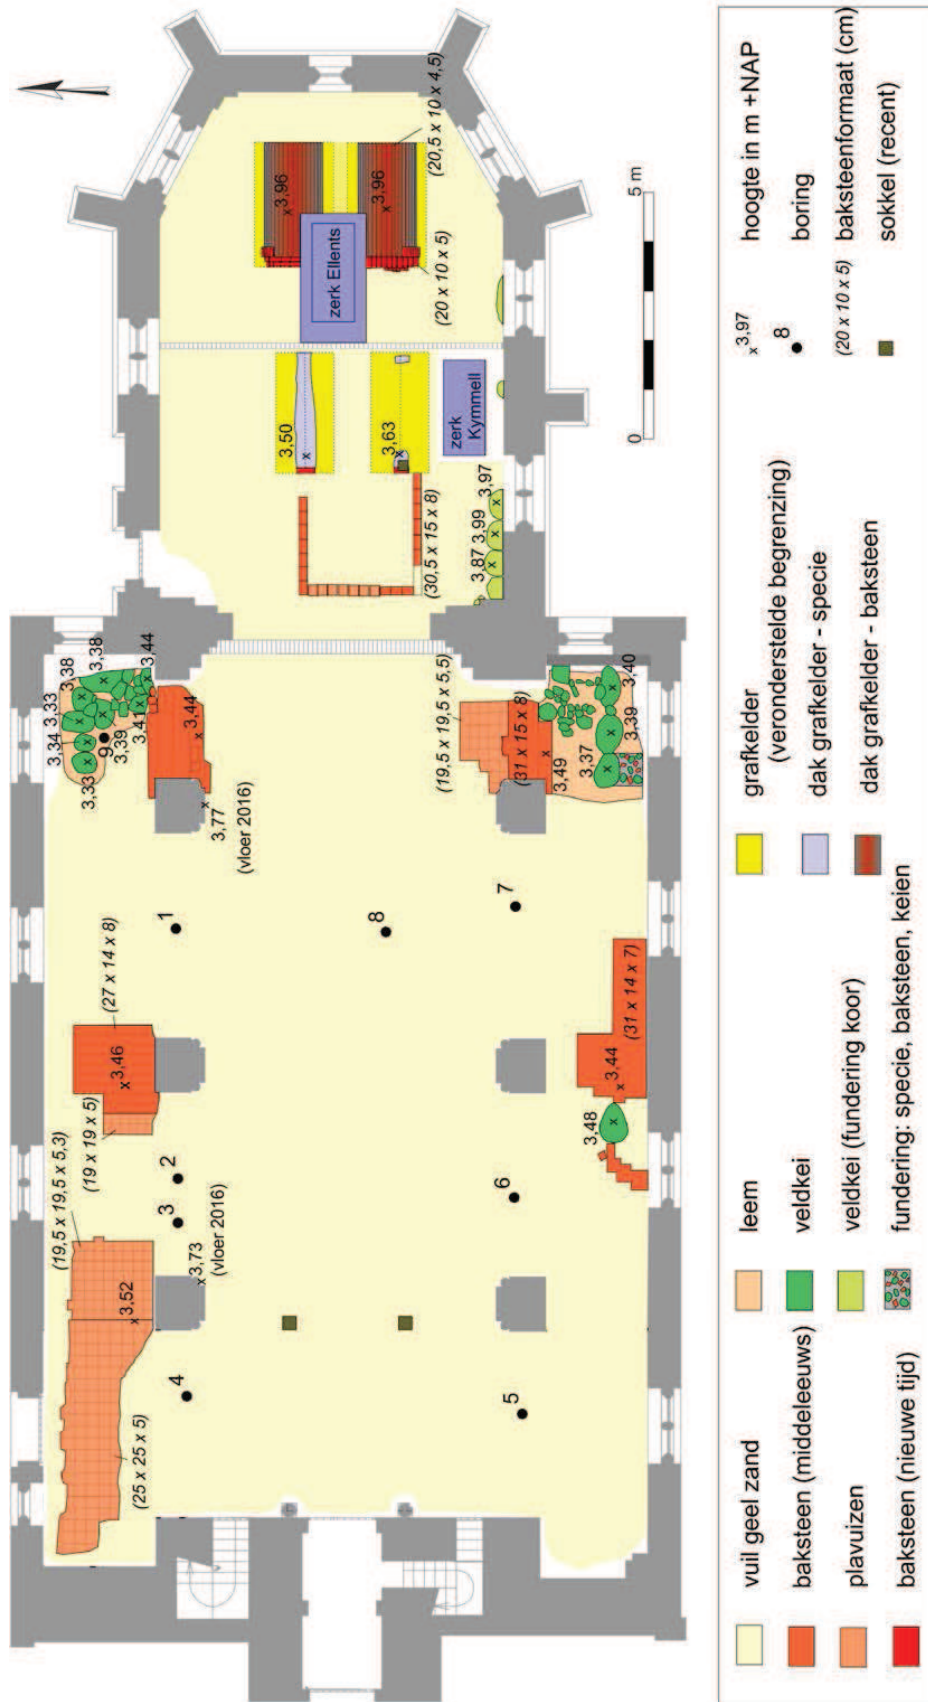 3,96
3,96
(20,5 x 10 x 4,5)
(20 x 10 x 5)
zerk Ellents
3,50
3,63
zerk
Kymmell
(30,5 x 15 x 8)
3,87
3,99
3,97
0
5 m
3,38
3,38
3,33
3,34
3,33
9
3,39
3,41
3,44
3,44
3,77
(vloer 2016)
(19,5 x 19,5 x 5,5)
(31 x 15 x 8)
3,49
3,37
3,39
3,40
1
8
7
(27 x 14 x 8)
3,46
(19 x 19 x 5)
(31 x 14 x 7)
3,44
3,48
2
3
6
(19,5 x 19,5 x 5,3)
3,52
3,73
(vloer 2016)
4
5
(25 x 25 x 5)
vuil geel zand
baksteen (middeleeuws)
plavuizen
baksteen (nieuwe tijd)
leem
veldkei
veldkei (fundering koor)
fundering: specie, baksteen, keien
grafkelder
(veronderstelde begrenzing)
dak grafkelder - specie
dak grafkelder - baksteen
x 3,97 hoogte in m +NAP
8 boring
(20 x 10 x 5) baksteenformaat (cm)
sokkel (recent)